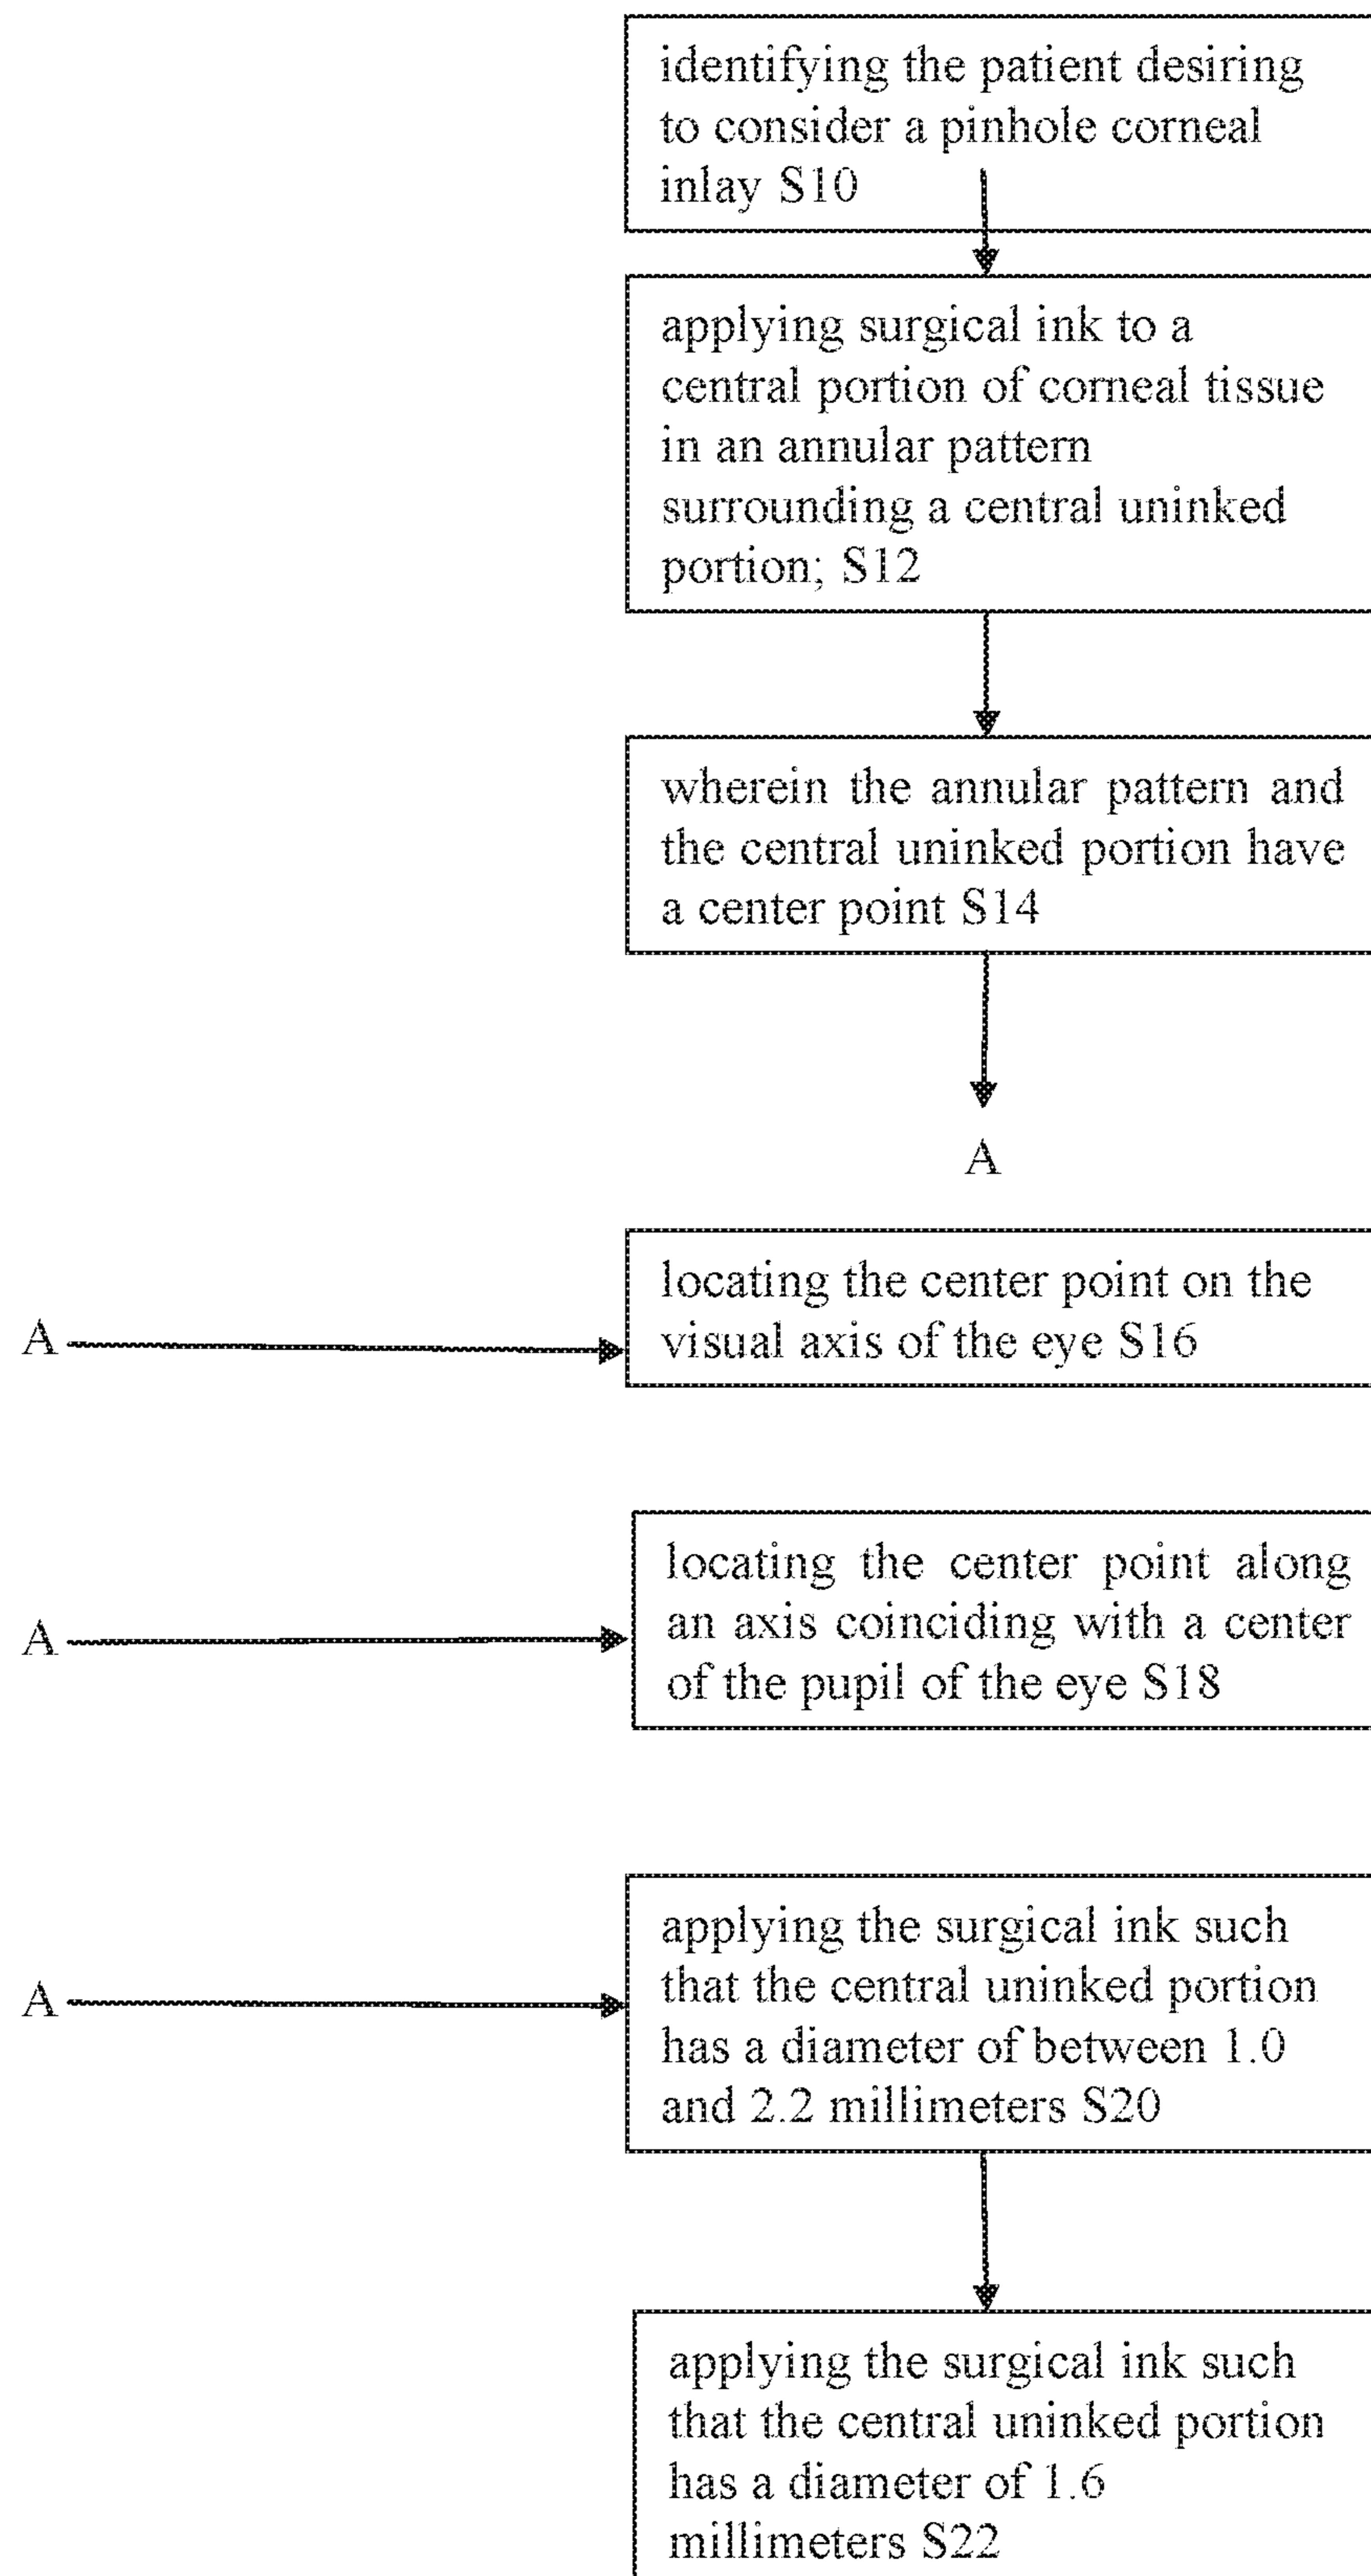 identifying the patient desiring
to consider a pinhole corneal
inlay S10
applying surgical ink to a
central portion of corneal tissue
in an annular pattern
surrounding a central uninked
portion; S12
wherein the annular pattern and
the central uninked portion have
a center point S14
A
locating the center point on the
visual axis of the eye S16
A
locating the center point along
an axis coinciding with a center
of the pupil of the eye S18
A
applying the surgical ink such
that the central uninked portion
has a diameter of between 1.0
and 2.2 millimeters S20
A
applying the surgical ink such
that the central uninked portion
has a diameter of 1.6
millimeters S22